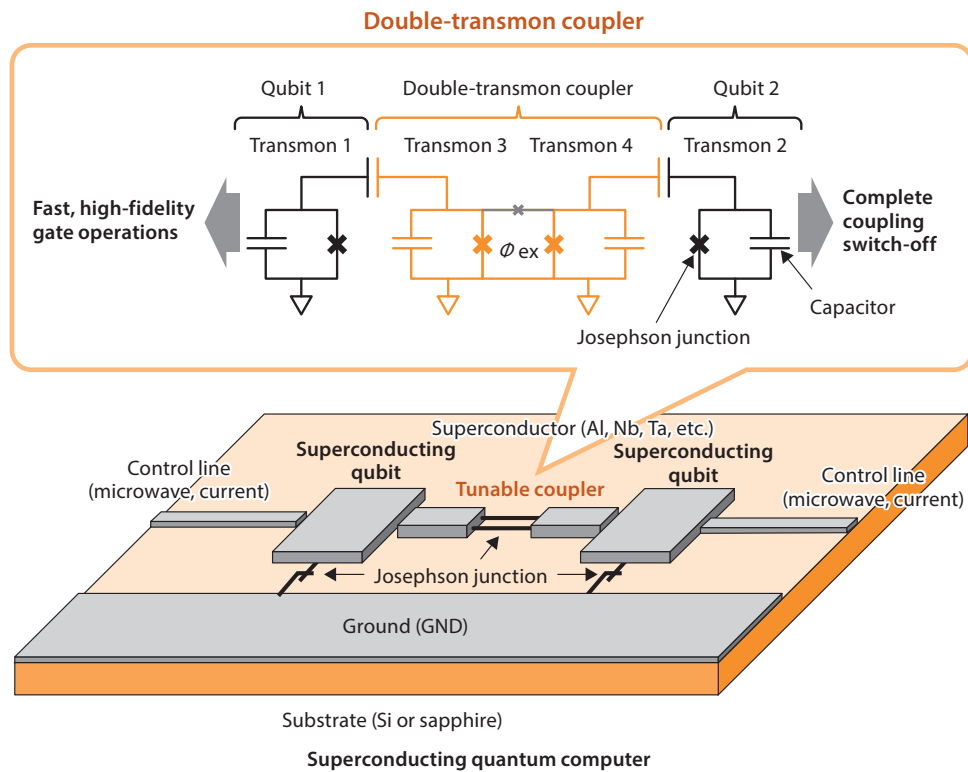 Double-transmon coupler
Qubit 1
Double-transmon coupler
Qubit 2
Transmon 1
Transmon 3
Transmon 4
Transmon 2
Fast, high-fidelity
gate operations
Φ ex
Complete
coupling
switch-off
Capacitor
Josephson junction
Superconductor (Al, Nb, Ta, etc.)
Superconducting
qubit
Superconducting
qubit
Control line
(microwave, current)
Tunable coupler
Control line
(microwave, current)
Josephson junction
Ground (GND)
Substrate (Si or sapphire)
Superconducting quantum computer